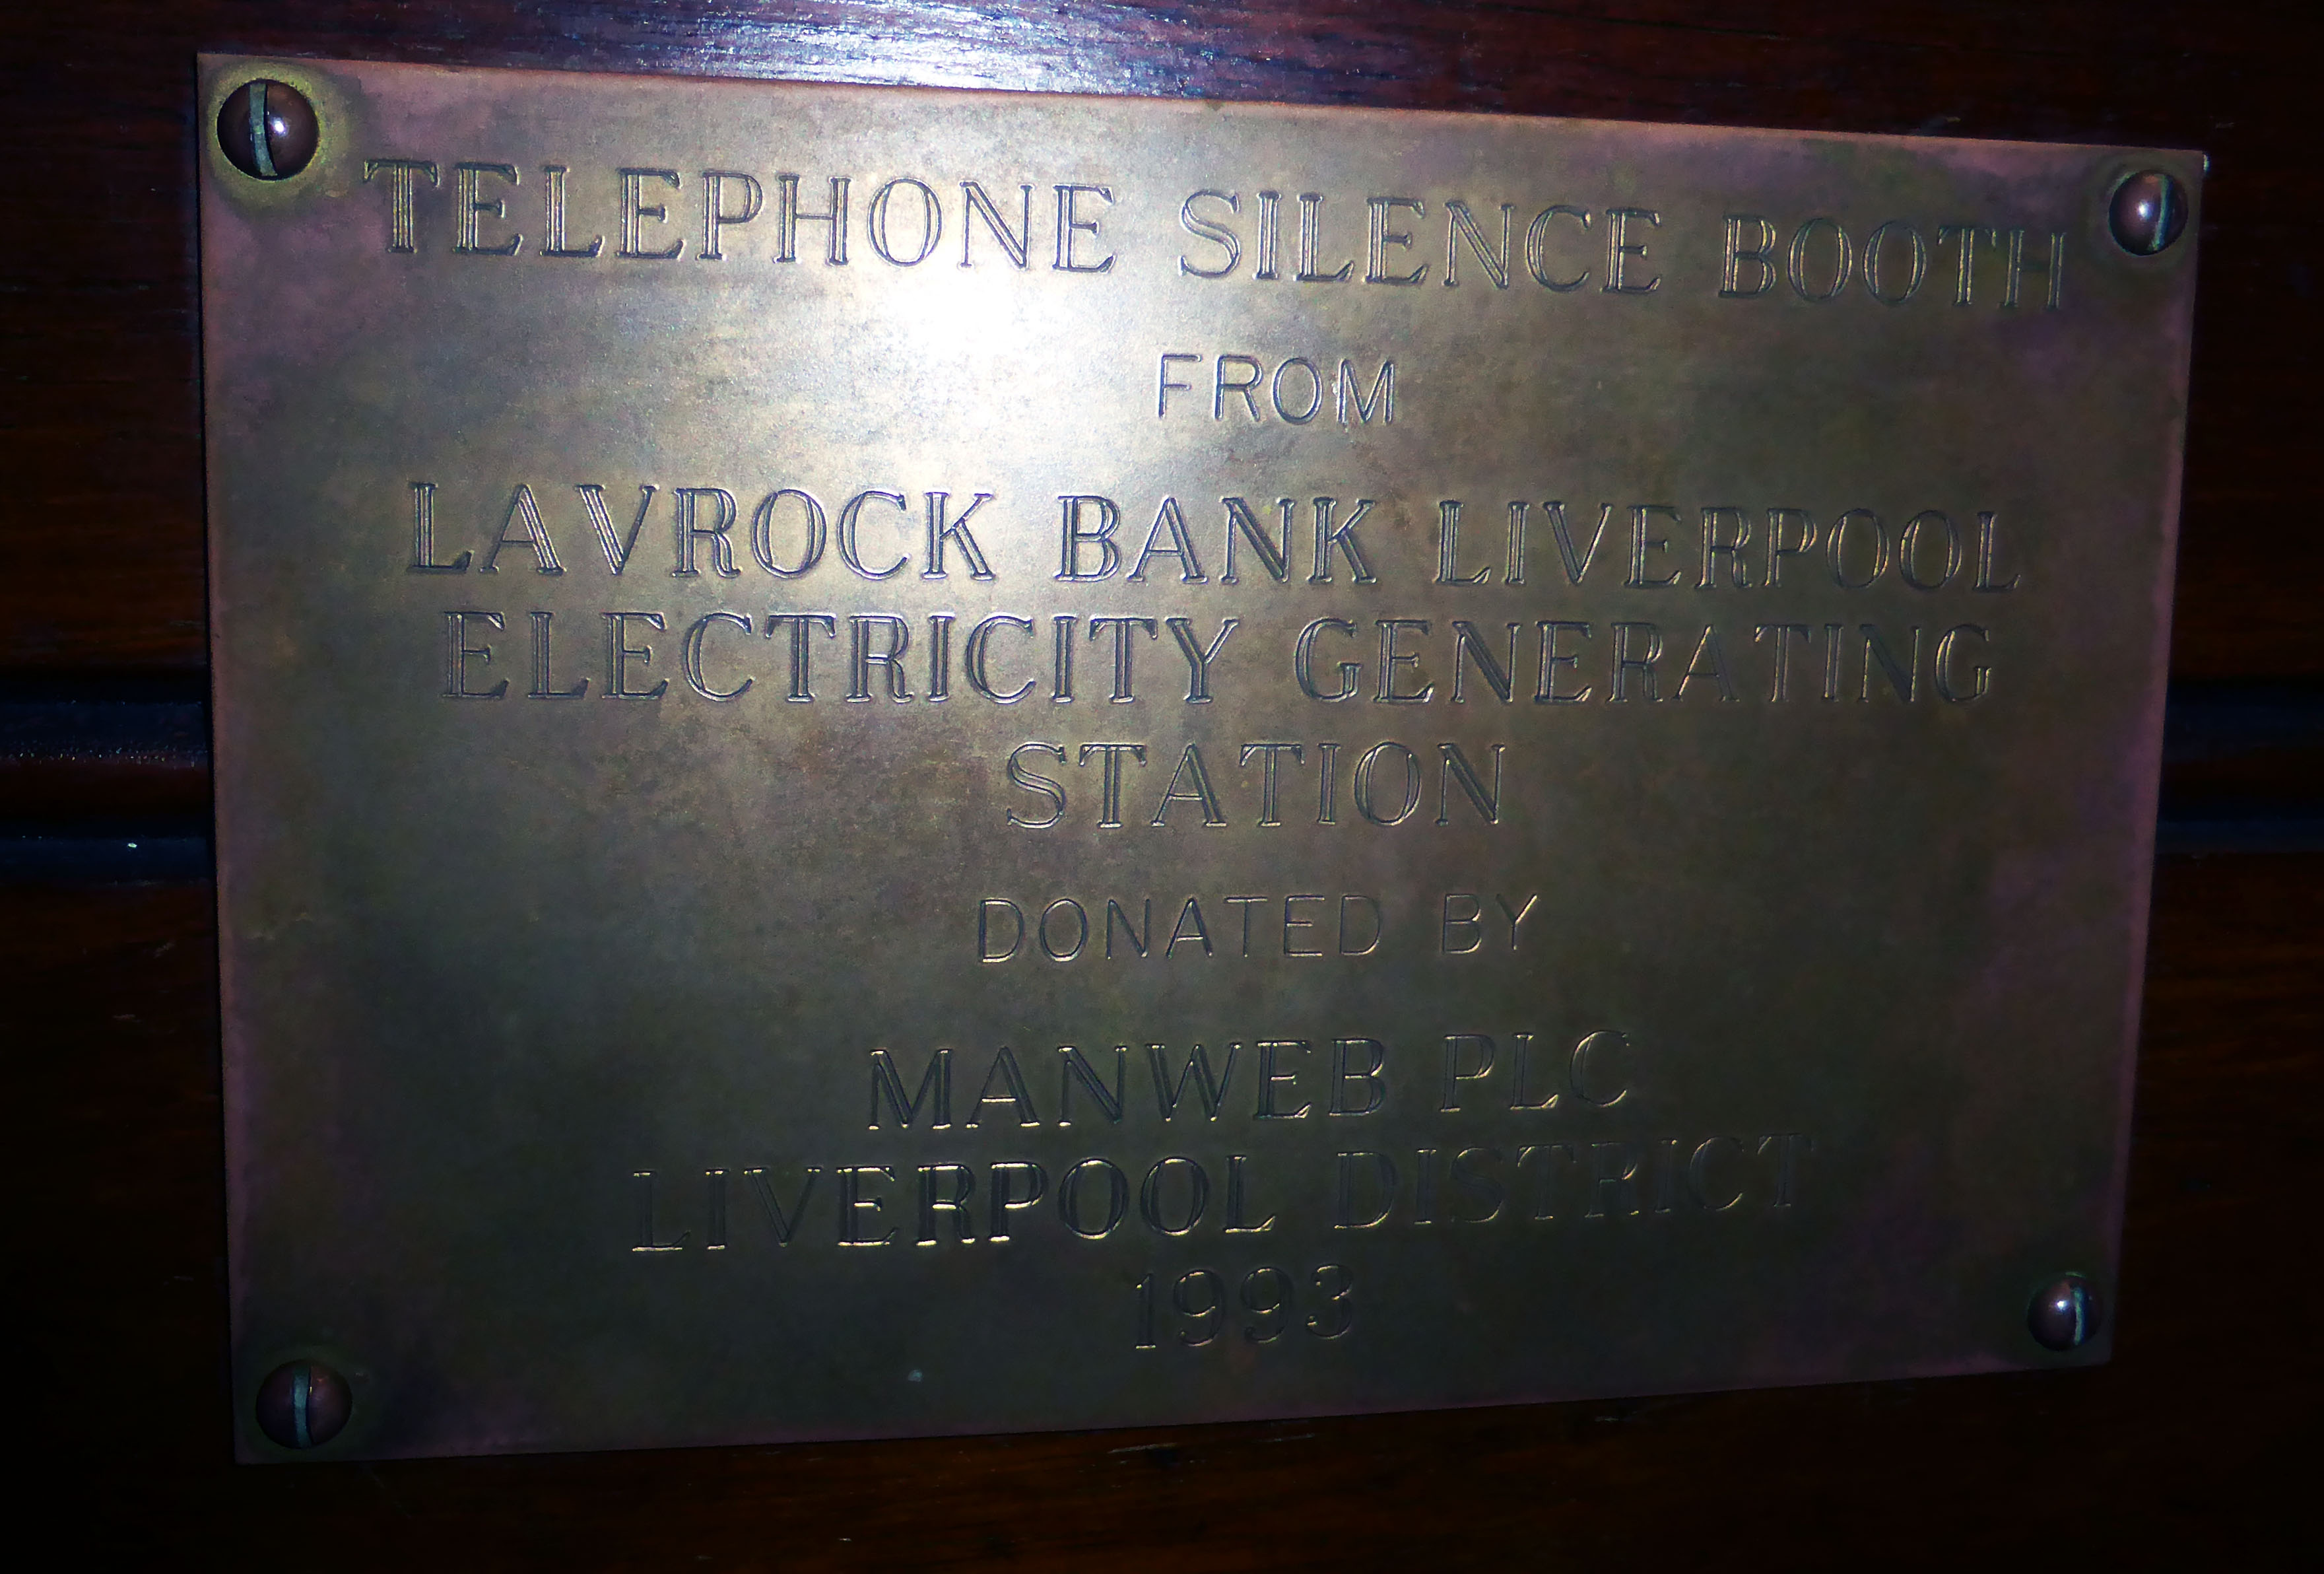 TELEPHONE SILENCE BOOTH
FROM
LAVROCK BANK LIVERPOOL
ELECTRICITY GENERATING
STATION
DONATED BY
MANWEB PLC
LIVERPOOL DISTRICT
1993